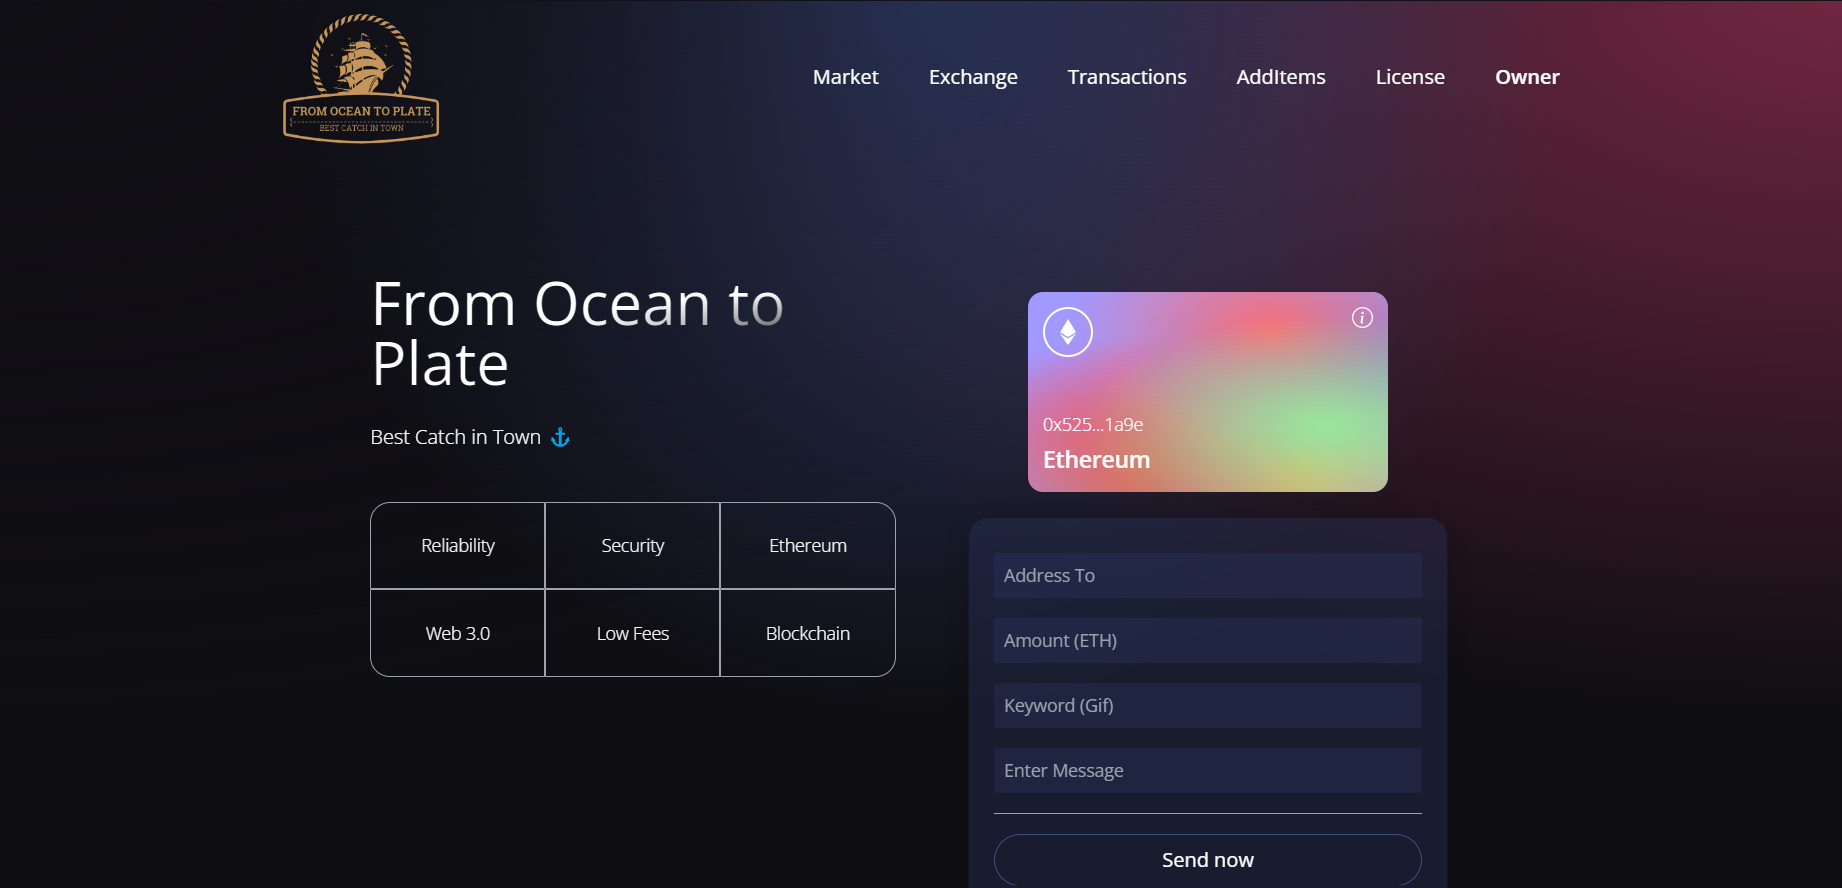 FROM OCEAN TO PLATE
BEST CATCH IN TOWN
Market Exchange Transactions AddItems License Owner
From Ocean to
Plate
Best Catch in Town
Reliability Security Ethereum
Web 3.0 Low Fees Blockchain
i
0x525...1a9e
Ethereum
Address To
Amount (ETH)
Keyword (Gif)
Enter Message
Send now